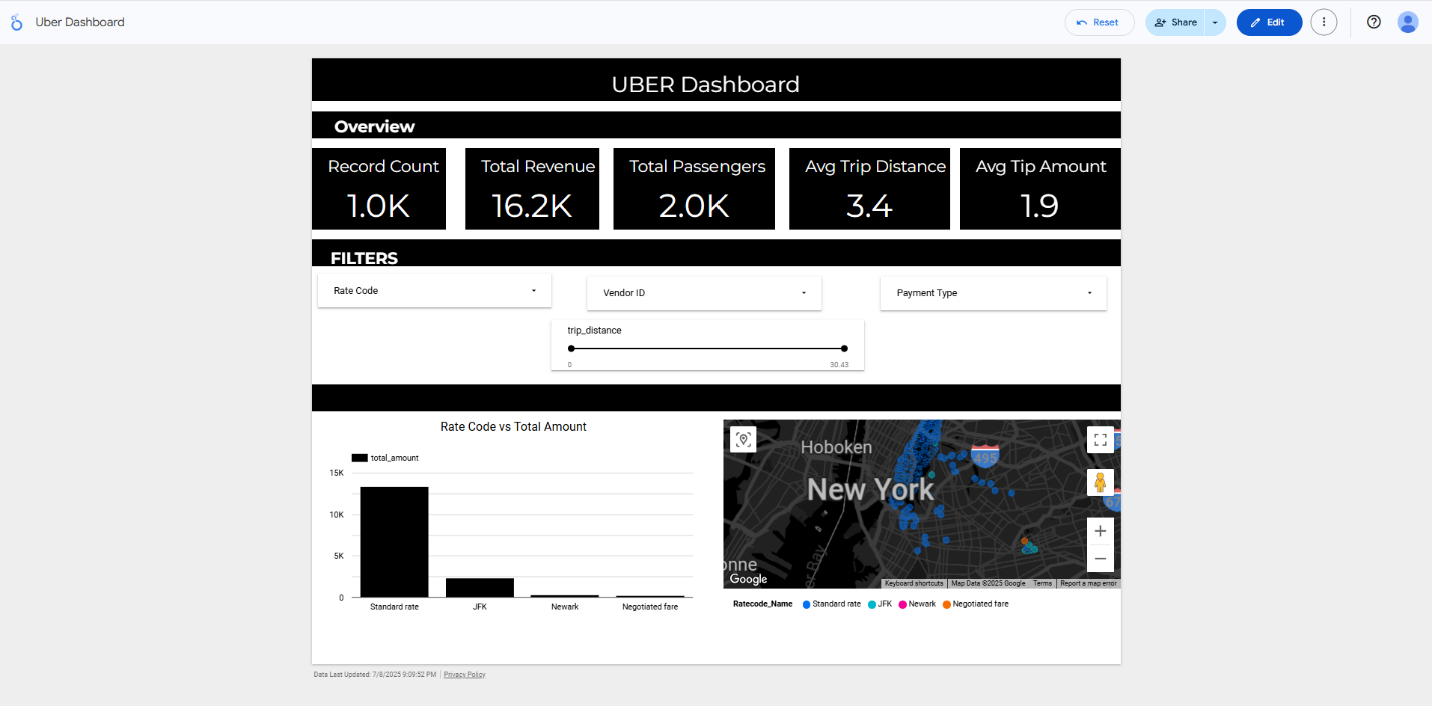 Uber Dashboard
Reset
Share
Edit
UBER Dashboard
Overview
Record Count
1.0K
Total Revenue
16.2K
Total Passengers
2.0K
Avg Trip Distance
3.4
Avg Tip Amount
1.9
FILTERS
Rate Code
Vendor ID
Payment Type
trip_distance
0
30.43
Rate Code vs Total Amount
total_amount
15K
10K
5K
0
Standard rate
JFK
Newark
Negotiated fare
Hoboken
495
New York
67
onne
er Bay
Google
Keyboard shortcuts
Map Data ©2025 Google
Terms
Report a map error
Ratecode_Name
Standard rate
JFK
Newark
Negotiated fare
Data Last Updated: 7/8/2025 9:09:52 PM
Privacy Policy